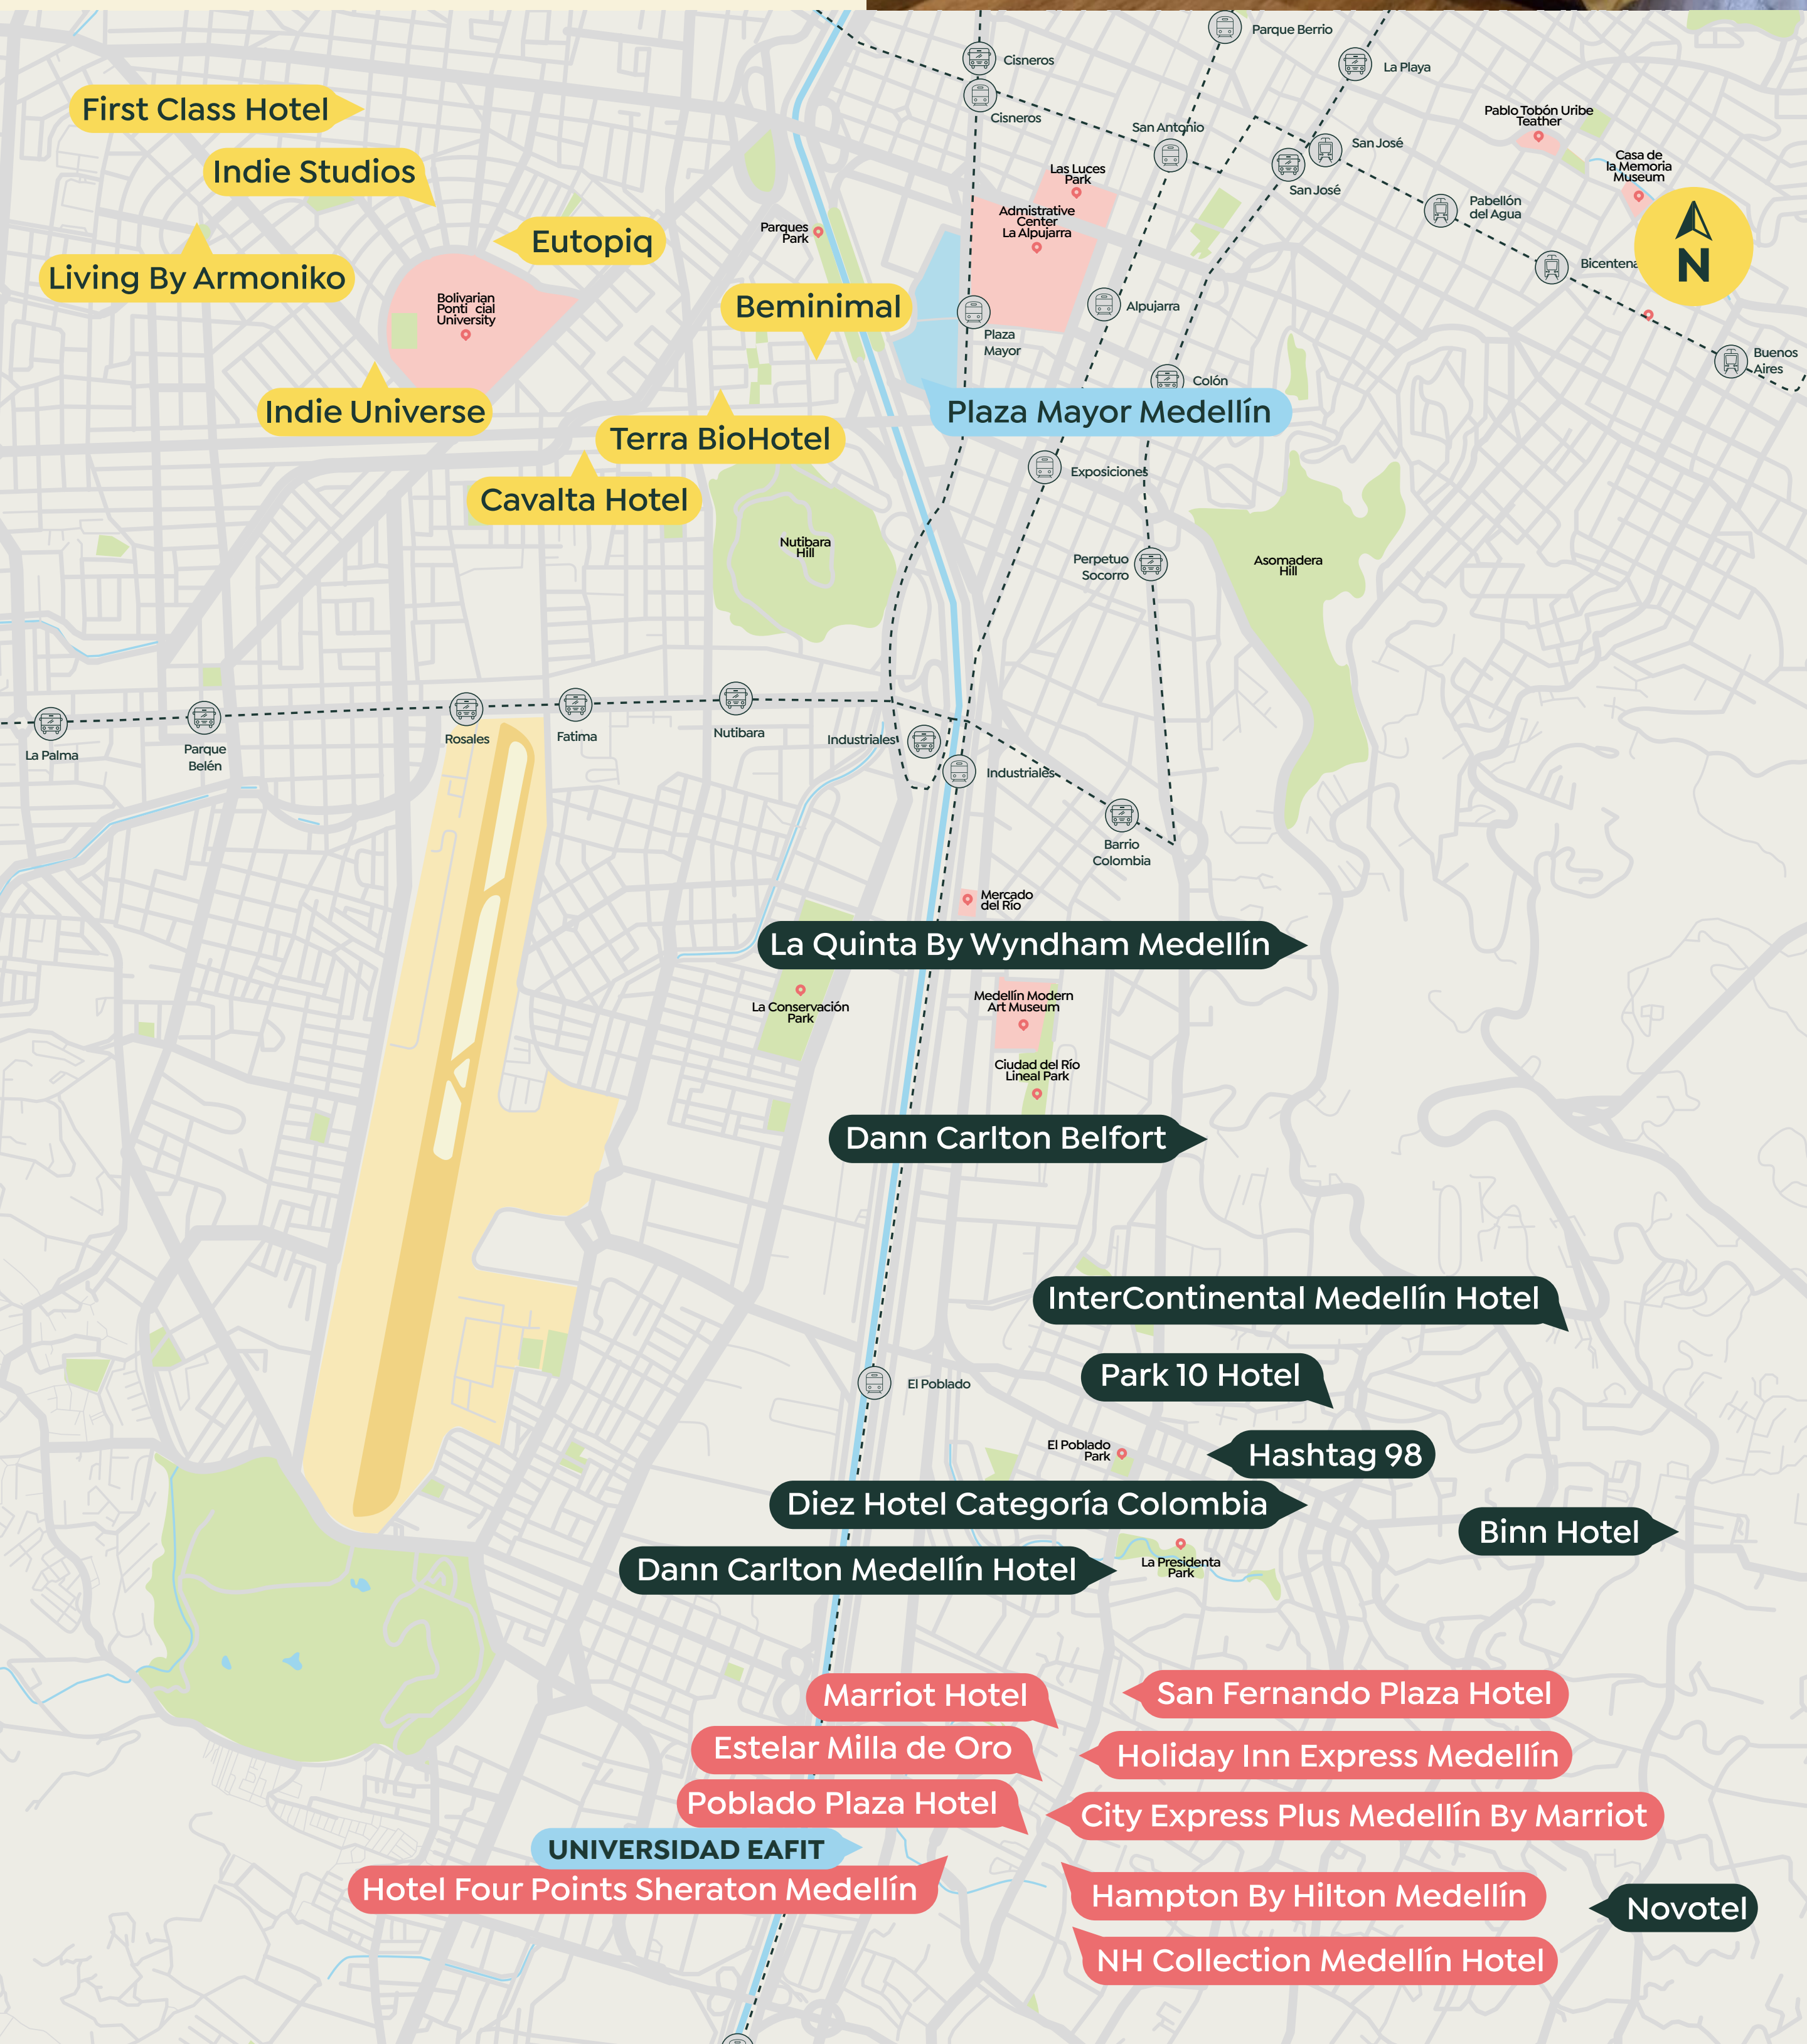 Parque Berrio
Cisneros
La Playa
First Class Hotel
Cisneros
Pablo Tobón Uribe
Teather
San Antonio
San José
Casa de
la Memoria
Museum
Indie Studios
Las Luces
Park
San José
Pabellón
del Agua
Admistrative
Center
La Alpujarra
Parques
Park
Eutopiq
N
Bicentena
Living By Armoniko
Bolivarian
Ponti cial
University
Beminimal
Alpujarra
Plaza
Mayor
Buenos
Aires
Colón
Indie Universe
Plaza Mayor Medellín
Terra BioHotel
Exposiciones
Cavalta Hotel
Nutibara
Hill
Perpetuo
Socorro
Asomadera
Hill
La Palma
Parque
Belén
Rosales
Fatima
Nutibara
Industriales
Industriales
Barrio
Colombia
Mercado
del Río
La Quinta By Wyndham Medellín
La Conservación
Park
Medellín Modern
Art Museum
Ciudad del Río
Lineal Park
Dann Carlton Belfort
InterContinental Medellín Hotel
Park 10 Hotel
El Poblado
El Poblado
Park
Hashtag 98
Diez Hotel Categoría Colombia
Binn Hotel
Dann Carlton Medellín Hotel
La Presidenta
Park
Marriot Hotel
San Fernando Plaza Hotel
Estelar Milla de Oro
Holiday Inn Express Medellín
Poblado Plaza Hotel
City Express Plus Medellín By Marriot
UNIVERSIDAD EAFIT
Hotel Four Points Sheraton Medellín
Hampton By Hilton Medellín
Novotel
NH Collection Medellín Hotel